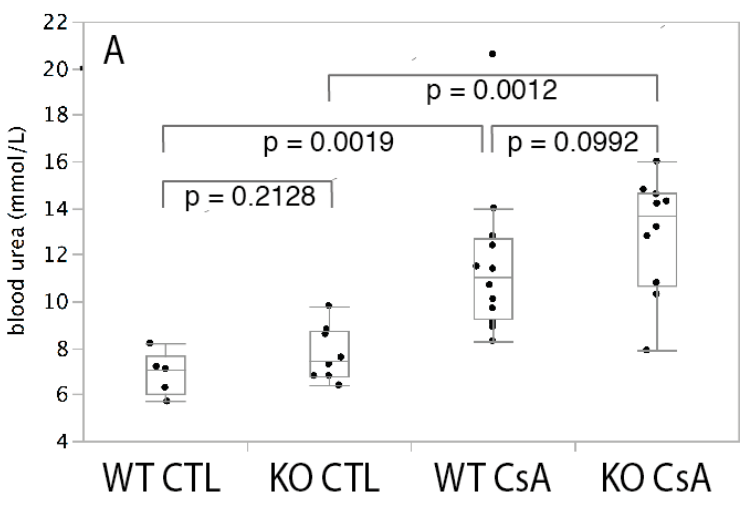 A
22
20
18
16
14
12
10
8
6
4
blood urea (mmol/L)
p = 0.0012
p = 0.0019
p = 0.0992
p = 0.2128
WT CTL
KO CTL
WT CsA
KO CsA